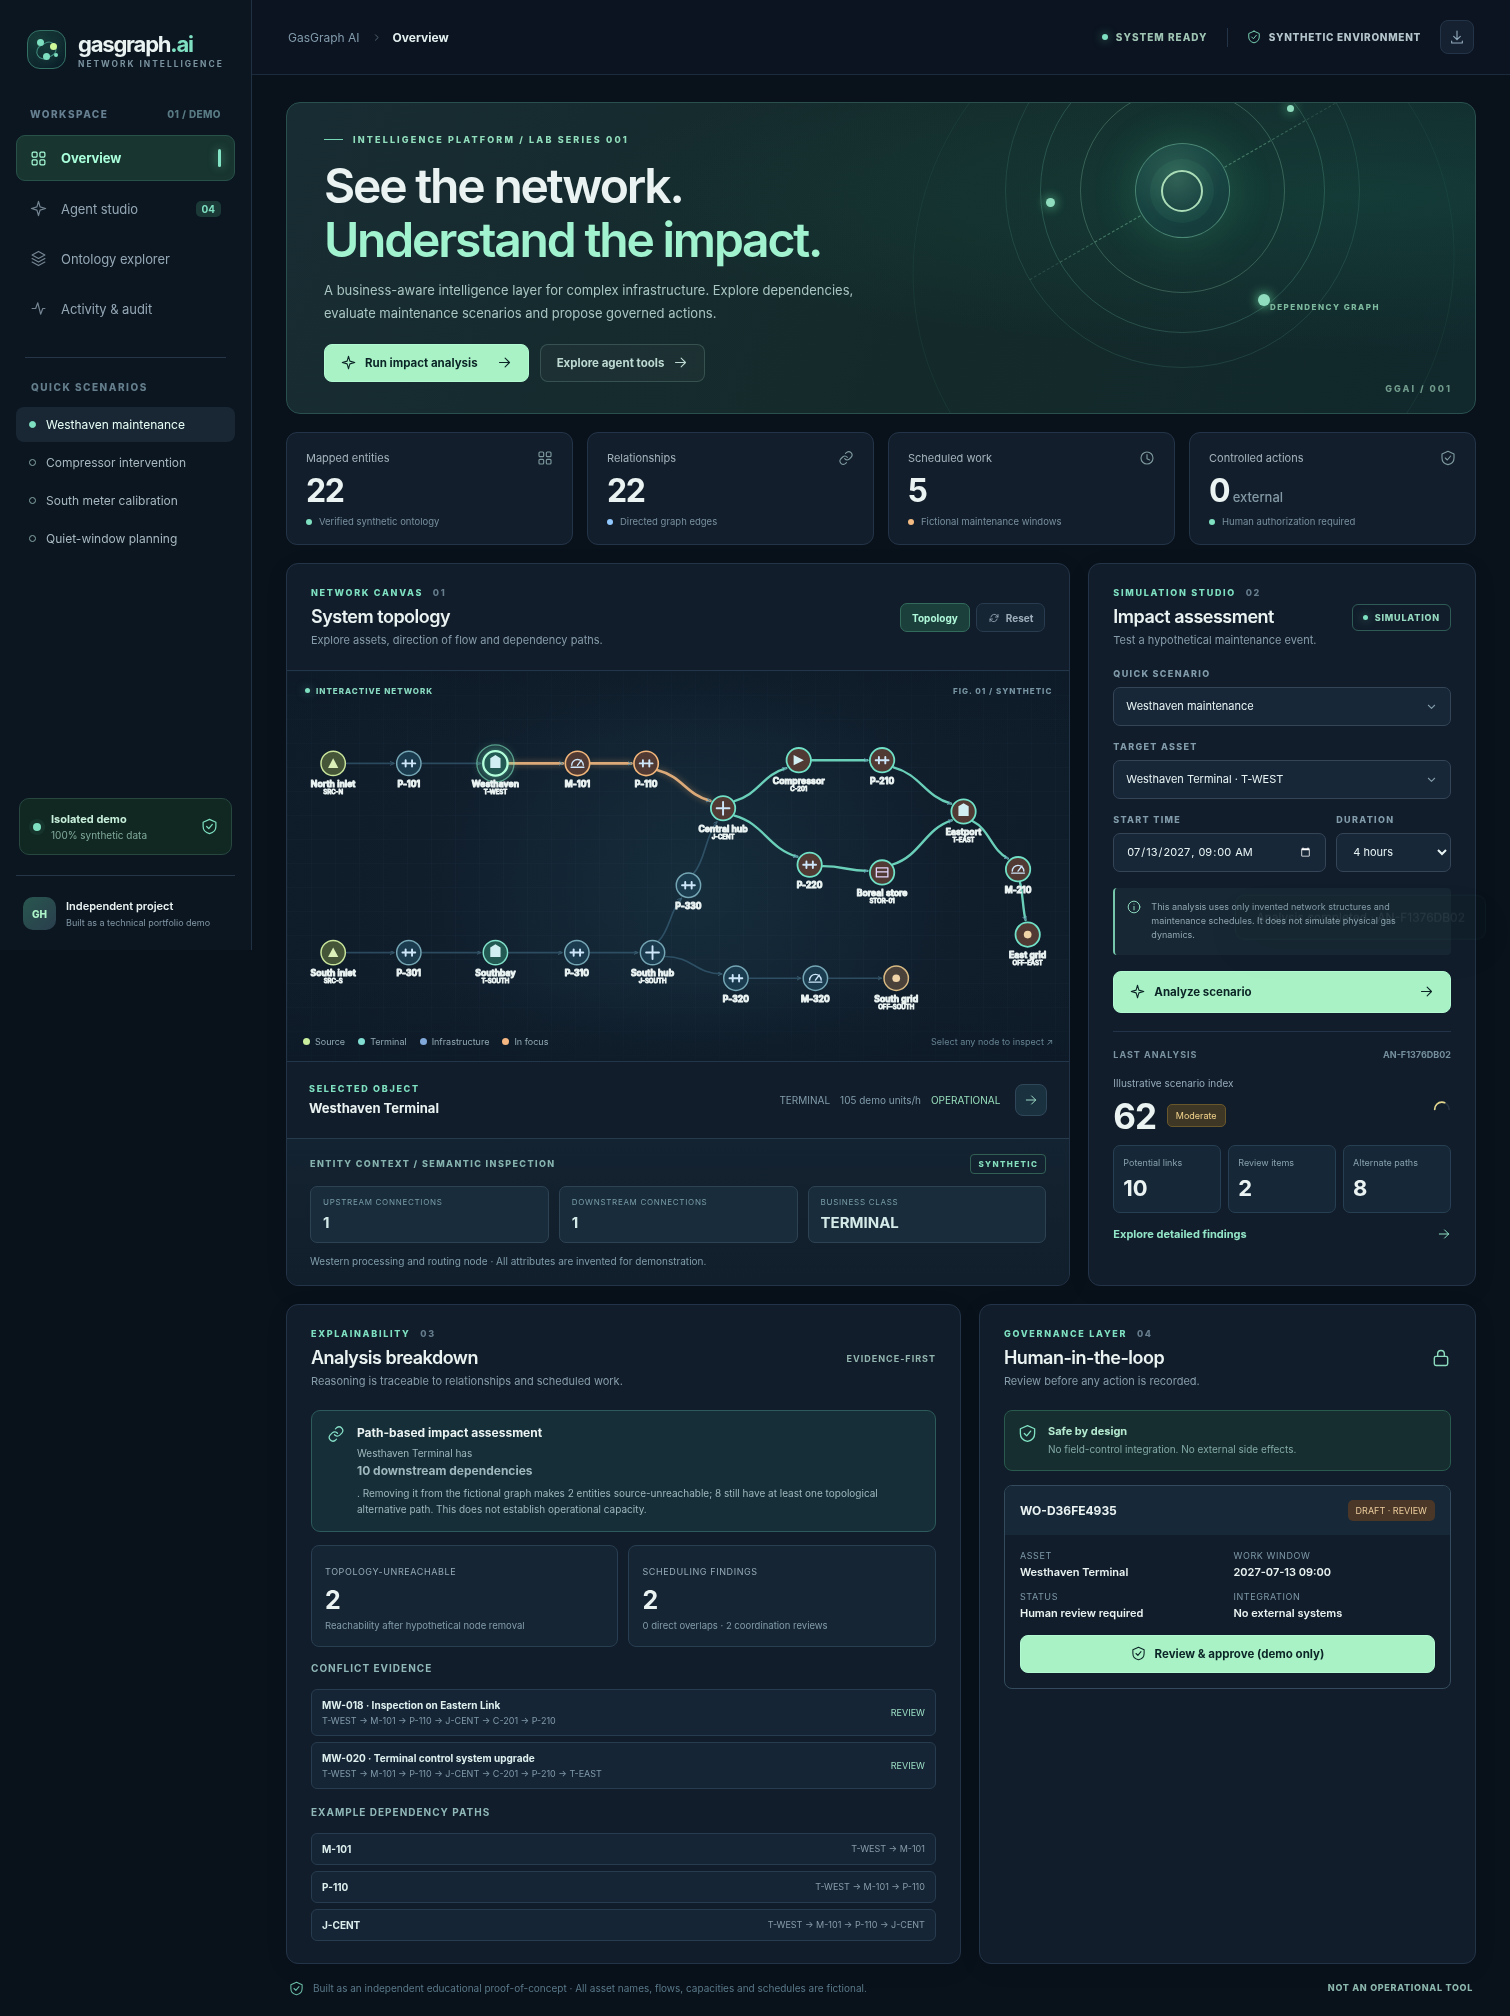 gasgraph.ai
NETWORK INTELLIGENCE
WORKSPACE 01 / DEMO
Overview
Agent studio 04
Ontology explorer
Activity & audit
QUICK SCENARIOS
Westhaven maintenance
Compressor intervention
South meter calibration
Quiet-window planning
Isolated demo
100% synthetic data
GH
Independent project
Built as a technical portfolio demo
GasGraph AI > Overview
SYSTEM READY
SYNTHETIC ENVIRONMENT
INTELLIGENCE PLATFORM / LAB SERIES 001
See the network.
Understand the impact.
A business-aware intelligence layer for complex infrastructure. Explore dependencies,
evaluate maintenance scenarios and propose governed actions.
Run impact analysis →
Explore agent tools →
DEPENDENCY GRAPH
GGAI / 001
Mapped entities
22
Verified synthetic ontology
Relationships
22
Directed graph edges
Scheduled work
5
Fictional maintenance windows
Controlled actions
0 external
Human authorization required
NETWORK CANVAS 01
System topology
Explore assets, direction of flow and dependency paths.
Topology
Reset
INTERACTIVE NETWORK
FIG. 01 / SYNTHETIC
North inlet
SRC-N
P-101
Westhaven
T-WEST
M-101
P-110
Central hub
J-CENT
Compressor
C-201
P-210
Eastport
T-EAST
P-220
Boreal store
STOR-01
M-210
East grid
OFF-EAST
P-330
South inlet
SRC-S
P-301
Southbay
T-SOUTH
P-310
South hub
J-SOUTH
P-320
M-320
South grid
OFF-SOUTH
Source
Terminal
Infrastructure
In focus
Select any node to inspect ↗
SELECTED OBJECT
Westhaven Terminal
TERMINAL 105 demo units/h OPERATIONAL
ENTITY CONTEXT / SEMANTIC INSPECTION
SYNTHETIC
UPSTREAM CONNECTIONS
1
DOWNSTREAM CONNECTIONS
1
BUSINESS CLASS
TERMINAL
Western processing and routing node · All attributes are invented for demonstration.
SIMULATION STUDIO 02
Impact assessment
Test a hypothetical maintenance event.
SIMULATION
QUICK SCENARIO
Westhaven maintenance
TARGET ASSET
Westhaven Terminal · T-WEST
START TIME
07/13/2027, 09:00 AM
DURATION
4 hours
This analysis uses only invented network structures and
maintenance schedules. It does not simulate physical gas
dynamics.
AN-F1376DB02
Analyze scenario →
LAST ANALYSIS
AN-F1376DB02
Illustrative scenario index
62 Moderate
Potential links
10
Review items
2
Alternate paths
8
Explore detailed findings →
EXPLAINABILITY 03
Analysis breakdown
Reasoning is traceable to relationships and scheduled work.
EVIDENCE-FIRST
Path-based impact assessment
Westhaven Terminal has
10 downstream dependencies
. Removing it from the fictional graph makes 2 entities source-unreachable; 8 still have at least one topological
alternative path. This does not establish operational capacity.
TOPOLOGY-UNREACHABLE
2
Reachability after hypothetical node removal
SCHEDULING FINDINGS
2
0 direct overlaps · 2 coordination reviews
CONFLICT EVIDENCE
MW-018 · Inspection on Eastern Link
T-WEST → M-101 → P-110 → J-CENT → C-201 → P-210
REVIEW
MW-020 · Terminal control system upgrade
T-WEST → M-101 → P-110 → J-CENT → C-201 → P-210 → T-EAST
REVIEW
EXAMPLE DEPENDENCY PATHS
M-101 T-WEST → M-101
P-110 T-WEST → M-101 → P-110
J-CENT T-WEST → M-101 → P-110 → J-CENT
GOVERNANCE LAYER 04
Human-in-the-loop
Review before any action is recorded.
Safe by design
No field-control integration. No external side effects.
WO-D36FE4935
DRAFT · REVIEW
ASSET
Westhaven Terminal
WORK WINDOW
2027-07-13 09:00
STATUS
Human review required
INTEGRATION
No external systems
Review & approve (demo only)
Built as an independent educational proof-of-concept · All asset names, flows, capacities and schedules are fictional.
NOT AN OPERATIONAL TOOL